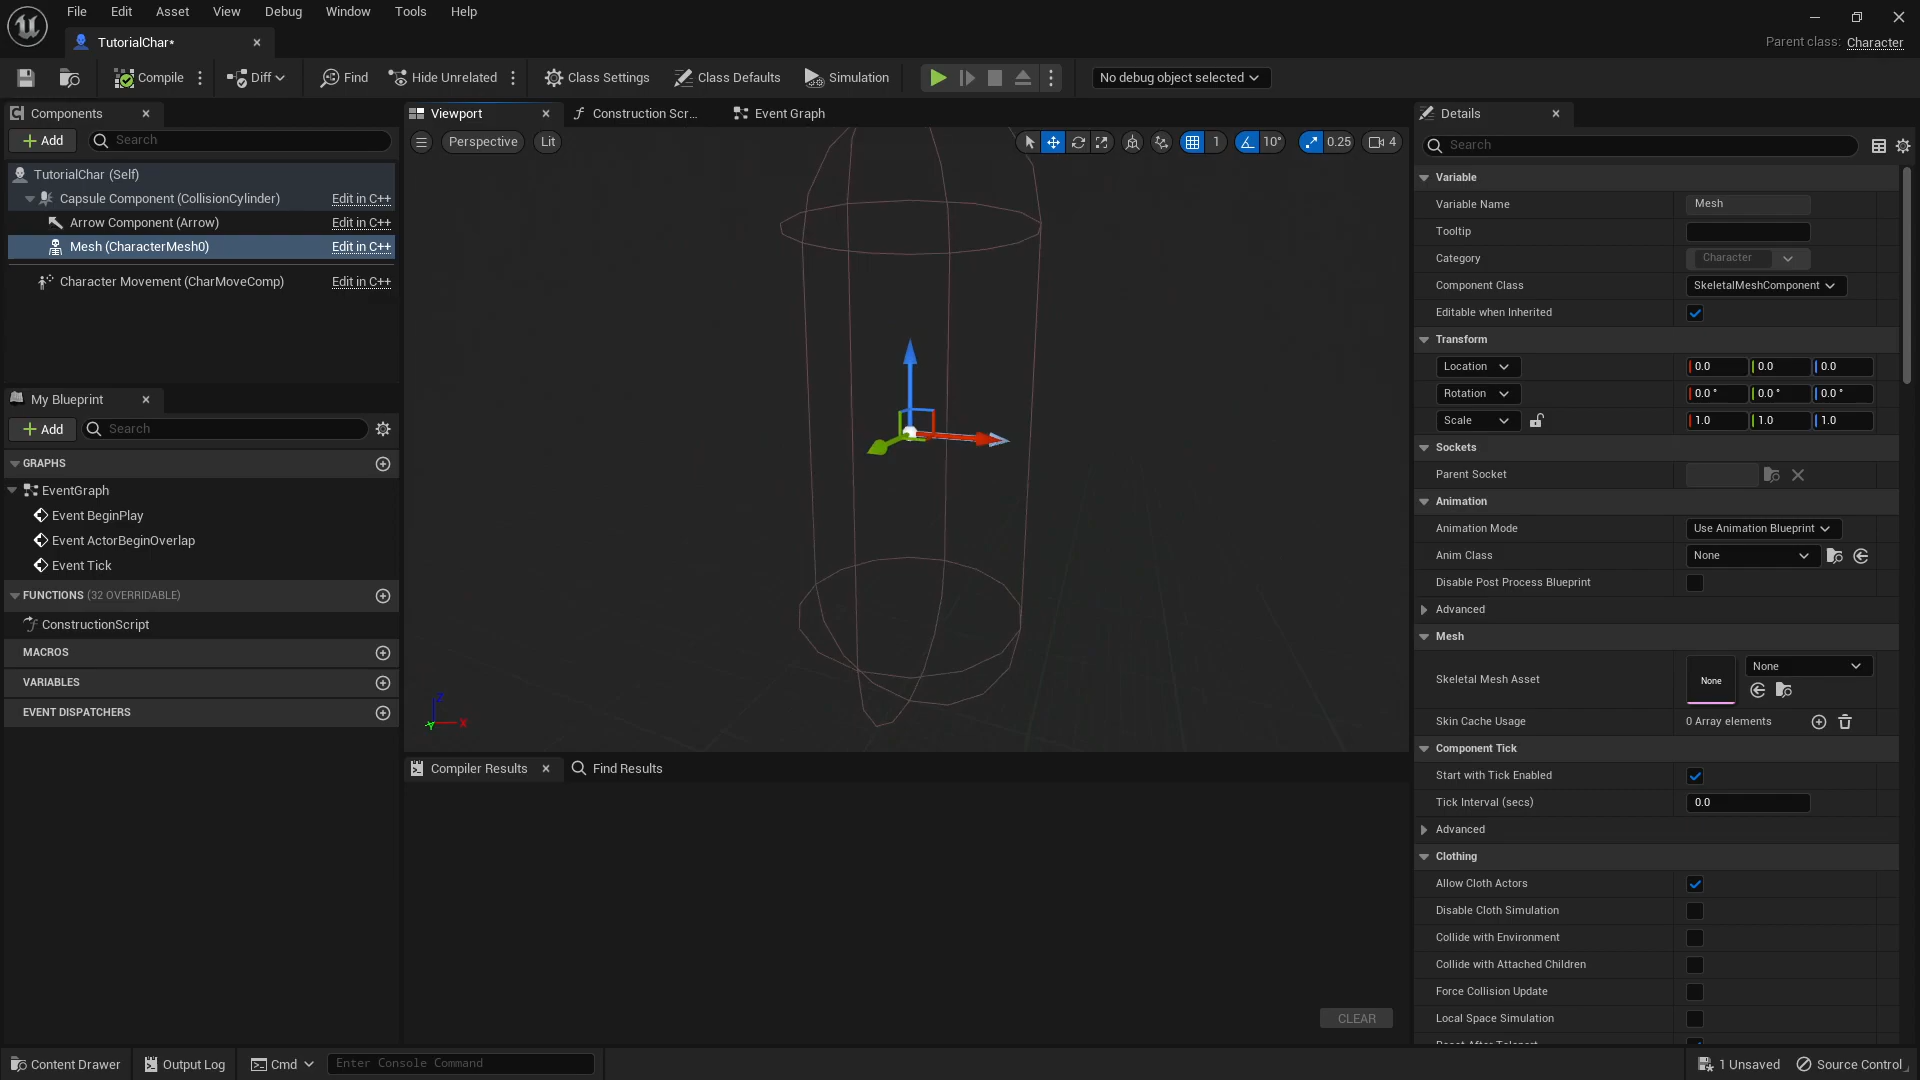 File Edit Asset View Debug Window Tools Help
TutorialChar*
Parent class: Character
Compile Diff Find Hide Unrelated Class Settings Class Defaults Simulation No debug object selected
Components
Add Search
TutorialChar (Self)
Capsule Component (CollisionCylinder) Edit in C++
Arrow Component (Arrow) Edit in C++
Mesh (CharacterMesh0) Edit in C++
Character Movement (CharMoveComp) Edit in C++
My Blueprint
Add Search
GRAPHS
EventGraph
Event BeginPlay
Event ActorBeginOverlap
Event Tick
FUNCTIONS (32 OVERRIDABLE)
ConstructionScript
MACROS
VARIABLES
EVENT DISPATCHERS
Viewport Construction Scr... Event Graph
Perspective Lit 1 10° 0.25 4
Z
X
Y
Compiler Results Find Results
CLEAR
Details
Search
Variable
Variable Name Mesh
Tooltip
Category Character
Component Class SkeletalMeshComponent
Editable when Inherited
Transform
Location 0.0 0.0 0.0
Rotation 0.0 ° 0.0 ° 0.0 °
Scale 1.0 1.0 1.0
Sockets
Parent Socket
Animation
Animation Mode Use Animation Blueprint
Anim Class None
Disable Post Process Blueprint
Advanced
Mesh
Skeletal Mesh Asset None None
Skin Cache Usage 0 Array elements
Component Tick
Start with Tick Enabled
Tick Interval (secs) 0.0
Advanced
Clothing
Allow Cloth Actors
Disable Cloth Simulation
Collide with Environment
Collide with Attached Children
Force Collision Update
Local Space Simulation
Reset After Teleport
Content Drawer Output Log Cmd Enter Console Command 1 Unsaved Source Control